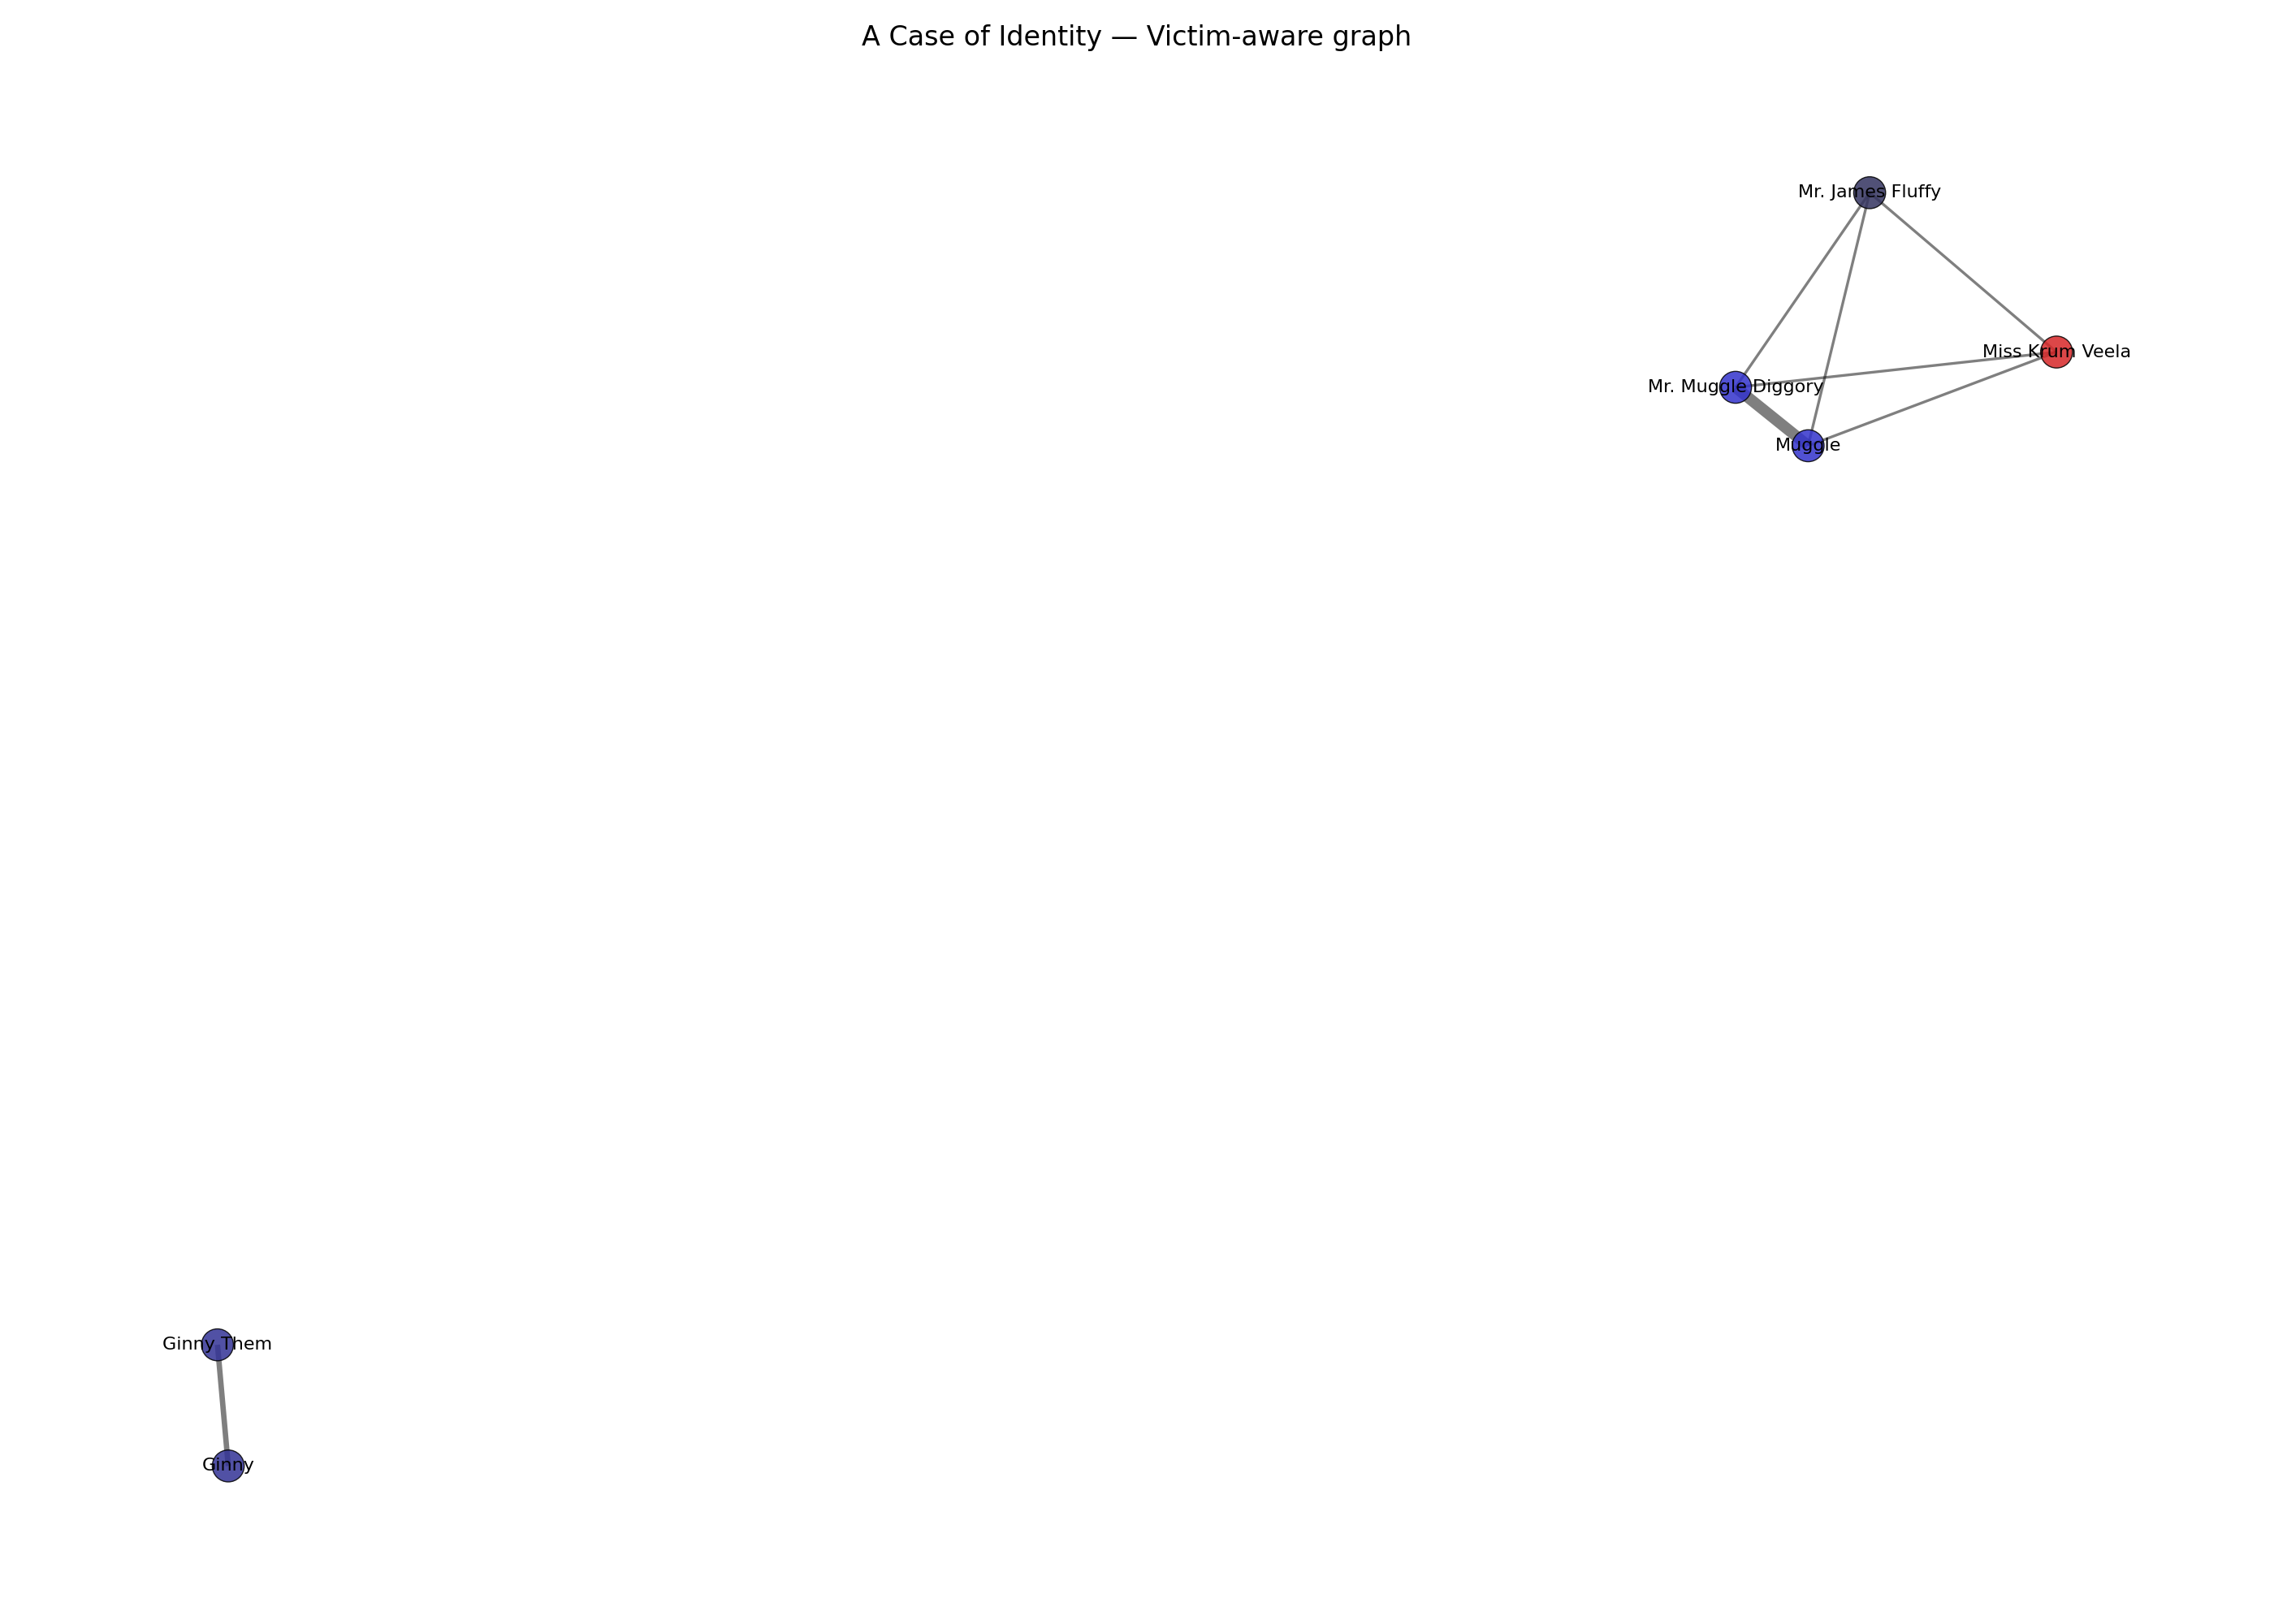 A Case of Identity — Victim-aware graph
Mr. James Fluffy
Miss Krum Veela
Mr. Muggle Diggory
Muggle
Ginny Them
Ginny